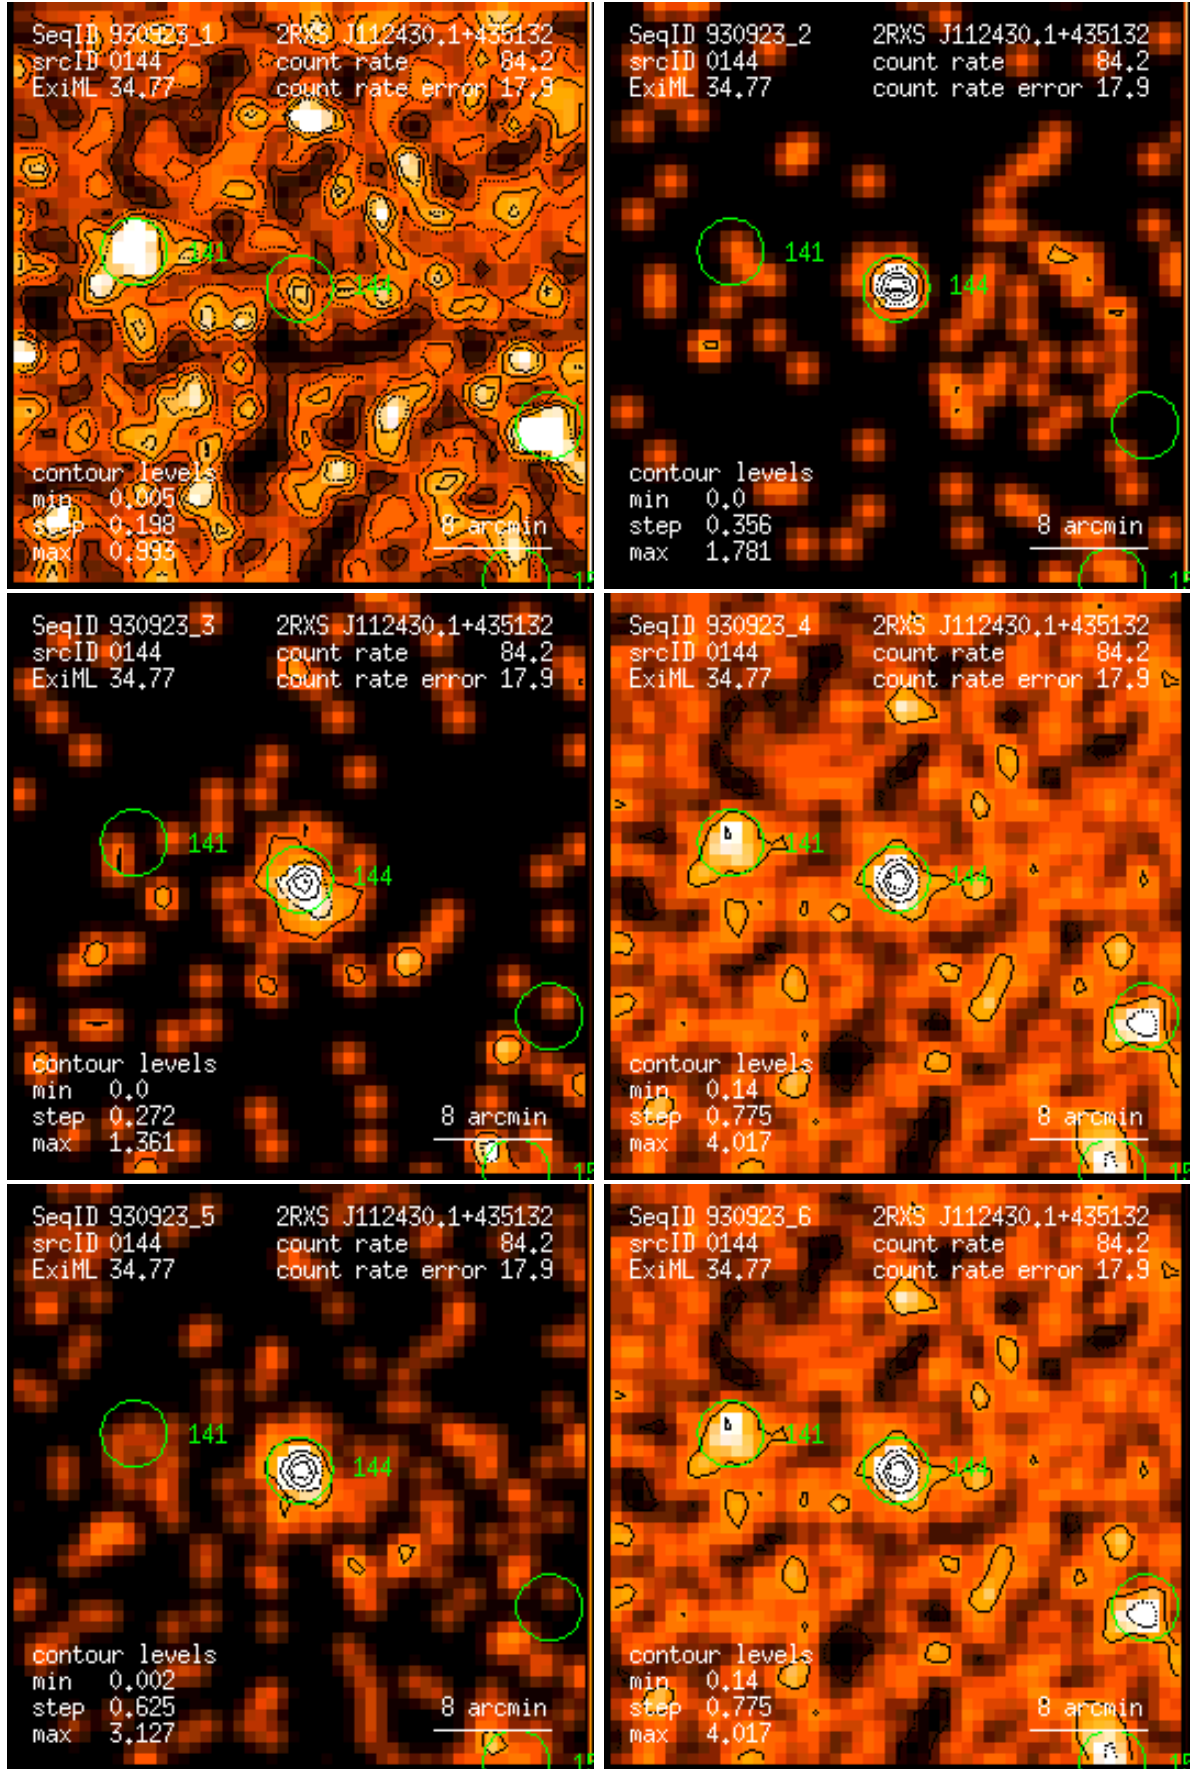 SeqID 930923_1 2RXS J112430.1+435132
srcID 0144 count rate 84.2
ExiML 34.77 count rate error 17.9
141
144
contour levels
min 0.005
step 0.198 8 arcmin
max 0.993
SeqID 930923_2 2RXS J112430.1+435132
srcID 0144 count rate 84.2
ExiML 34.77 count rate error 17.9
141
144
contour levels
min 0.0
step 0.356 8 arcmin
max 1.781
SeqID 930923_3 2RXS J112430.1+435132
srcID 0144 count rate 84.2
ExiML 34.77 count rate error 17.9
141
144
contour levels
min 0.0
step 0.272 8 arcmin
max 1.361
SeqID 930923_4 2RXS J112430.1+435132
srcID 0144 count rate 84.2
ExiML 34.77 count rate error 17.9
141
144
contour levels
min 0.14
step 0.775 8 arcmin
max 4.017
SeqID 930923_5 2RXS J112430.1+435132
srcID 0144 count rate 84.2
ExiML 34.77 count rate error 17.9
141
144
contour levels
min 0.002
step 0.625 8 arcmin
max 3.127
SeqID 930923_6 2RXS J112430.1+435132
srcID 0144 count rate 84.2
ExiML 34.77 count rate error 17.9
141
144
contour levels
min 0.14
step 0.775 8 arcmin
max 4.017